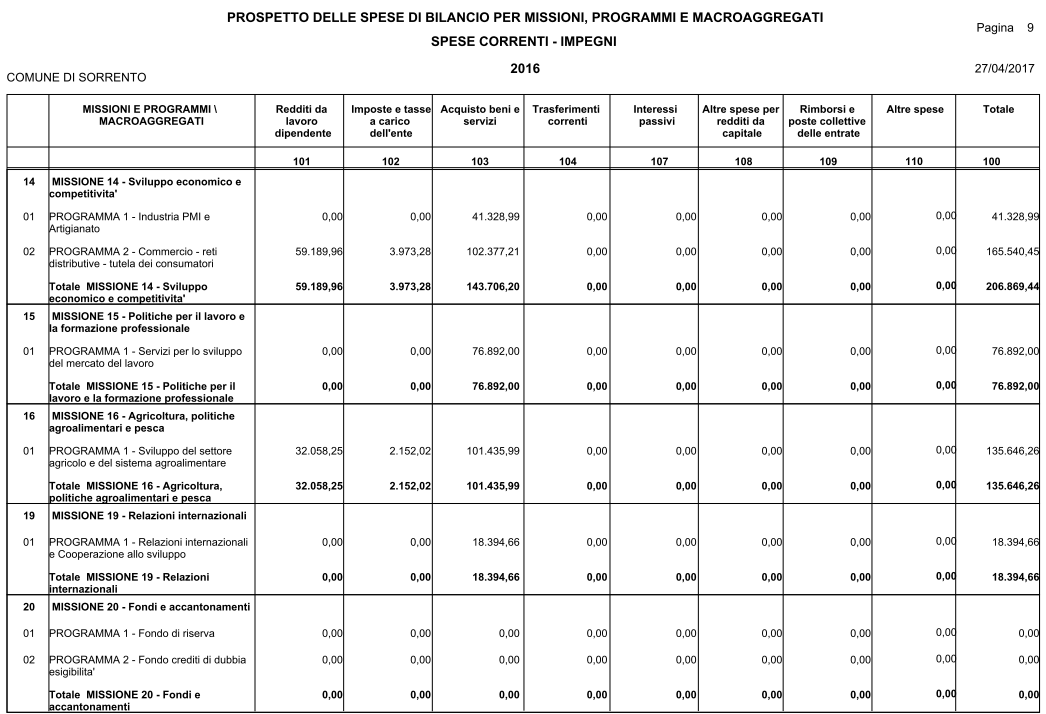 PROSPETTO DELLE SPESE DI BILANCIO PER MISSIONI, PROGRAMMI E MACROAGGREGATI
Pagina 9
SPESE CORRENTI - IMPEGNI
2016
27/04/2017
COMUNE DI SORRENTO
MISSIONI E PROGRAMMI \ Redditi da Imposte e tasse Acquisto beni e Trasferimenti Interessi Altre spese per Rimborsi e Altre spese Totale
MACROAGGREGATI lavoro a carico servizi correnti passivi redditi da poste collettive
dipendente dell'ente capitale delle entrate
101 102 103 104 107 108 109 110 100
14 MISSIONE 14 - Sviluppo economico e
competitivita'
01 PROGRAMMA 1 - Industria PMI e 0,00 0,00 41.328,99 0,00 0,00 0,00 0,00 0,00 41.328,99
Artigianato
02 PROGRAMMA 2 - Commercio - reti 59.189,96 3.973,28 102.377,21 0,00 0,00 0,00 0,00 0,00 165.540,45
distributive - tutela dei consumatori
Totale MISSIONE 14 - Sviluppo 59.189,96 3.973,28 143.706,20 0,00 0,00 0,00 0,00 0,00 206.869,44
economico e competitivita'
15 MISSIONE 15 - Politiche per il lavoro e
la formazione professionale
01 PROGRAMMA 1 - Servizi per lo sviluppo 0,00 0,00 76.892,00 0,00 0,00 0,00 0,00 0,00 76.892,00
del mercato del lavoro
Totale MISSIONE 15 - Politiche per il 0,00 0,00 76.892,00 0,00 0,00 0,00 0,00 0,00 76.892,00
lavoro e la formazione professionale
16 MISSIONE 16 - Agricoltura, politiche
agroalimentari e pesca
01 PROGRAMMA 1 - Sviluppo del settore 32.058,25 2.152,02 101.435,99 0,00 0,00 0,00 0,00 0,00 135.646,26
agricolo e del sistema agroalimentare
Totale MISSIONE 16 - Agricoltura, 32.058,25 2.152,02 101.435,99 0,00 0,00 0,00 0,00 0,00 135.646,26
politiche agroalimentari e pesca
19 MISSIONE 19 - Relazioni internazionali
01 PROGRAMMA 1 - Relazioni internazionali 0,00 0,00 18.394,66 0,00 0,00 0,00 0,00 0,00 18.394,66
e Cooperazione allo sviluppo
Totale MISSIONE 19 - Relazioni 0,00 0,00 18.394,66 0,00 0,00 0,00 0,00 0,00 18.394,66
internazionali
20 MISSIONE 20 - Fondi e accantonamenti
01 PROGRAMMA 1 - Fondo di riserva 0,00 0,00 0,00 0,00 0,00 0,00 0,00 0,00 0,00
02 PROGRAMMA 2 - Fondo crediti di dubbia 0,00 0,00 0,00 0,00 0,00 0,00 0,00 0,00 0,00
esigibilita'
Totale MISSIONE 20 - Fondi e 0,00 0,00 0,00 0,00 0,00 0,00 0,00 0,00 0,00
accantonamenti